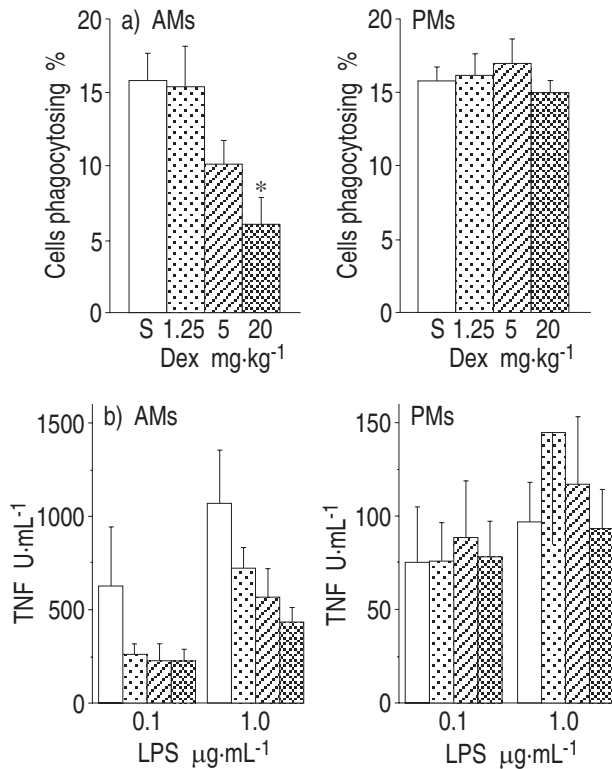 a) AMs
Cells phagocytosing %
20
15
10
5
0
*
S 1.25 5 20
Dex mg·kg-1
PMs
Cells phagocytosing %
20
15
10
5
0
S 1.25 5 20
Dex mg·kg-1
b) AMs
TNF U·mL-1
1500
1000
500
0
0.1 1.0
LPS μg·mL-1
PMs
TNF U·mL-1
150
100
50
0
0.1 1.0
LPS μg·mL-1